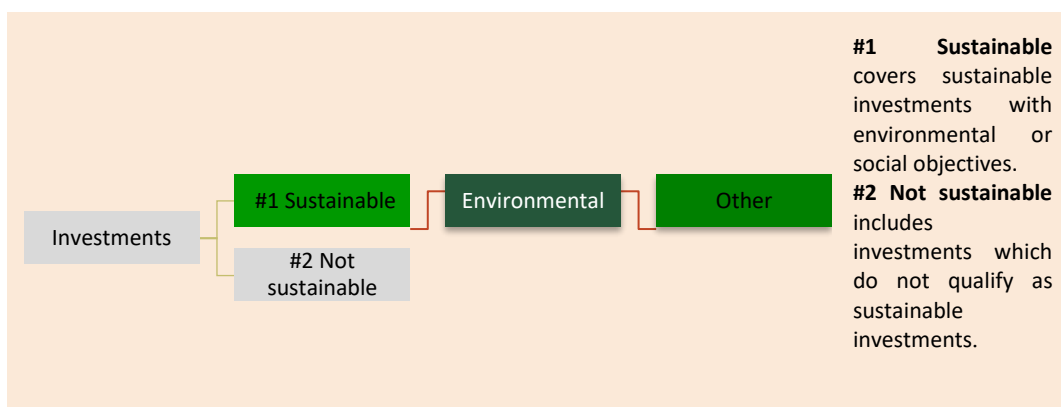 Investments
#1 Sustainable
#2 Not
sustainable
Environmental
Other
#1 Sustainable
covers sustainable
investments with
environmental or
social objectives.
#2 Not sustainable
includes
investments which
do not qualify as
sustainable
investments.